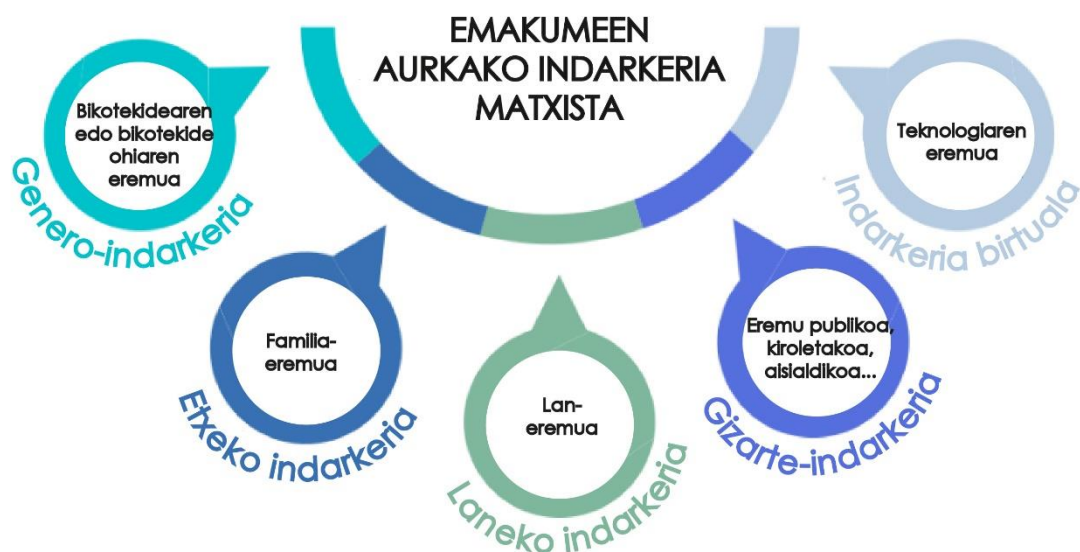 EMAKUMEEN
AURKAKO INDARKERIA
MATXISTA
Bikotekidearen
edo bikotekide
ohiaren
eremua
Genero-indarkeria
Familia-
eremua
Etxeko indarkeria
Lan-
eremua
Laneko indarkeria
Eremu publikoa,
kiroletakoa,
aisialdikoa...
Gizarte-indarkeria
Teknologiaren
eremua
Indarkeria birtuala